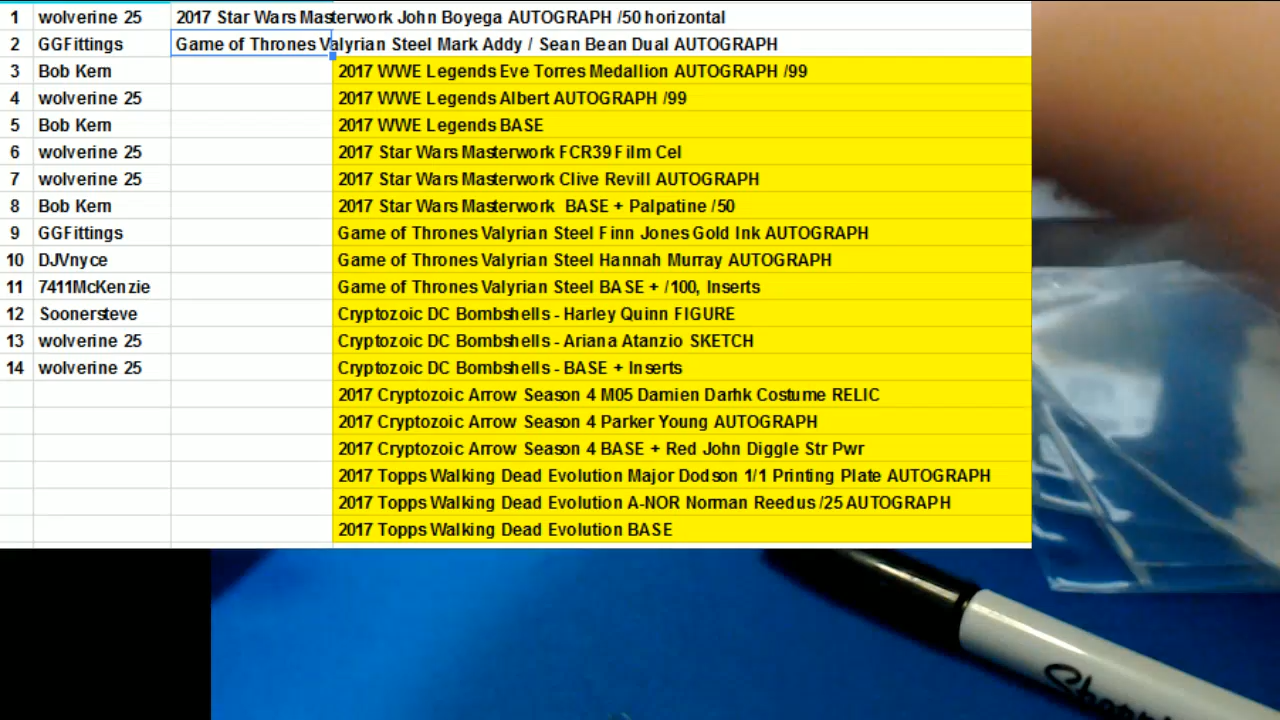 1 wolverine 25 2017 Star Wars Masterwork John Boyega AUTOGRAPH /50 horizontal
2 GGFittings Game of Thrones Valyrian Steel Mark Addy / Sean Bean Dual AUTOGRAPH
3 Bob Kern 2017 WWE Legends Eve Torres Medallion AUTOGRAPH /99
4 wolverine 25 2017 WWE Legends Albert AUTOGRAPH /99
5 Bob Kern 2017 WWE Legends BASE
6 wolverine 25 2017 Star Wars Masterwork FCR39 Film Cel
7 wolverine 25 2017 Star Wars Masterwork Clive Revill AUTOGRAPH
8 Bob Kern 2017 Star Wars Masterwork BASE + Palpatine /50
9 GGFittings Game of Thrones Valyrian Steel Finn Jones Gold Ink AUTOGRAPH
10 DJVnyce Game of Thrones Valyrian Steel Hannah Murray AUTOGRAPH
11 7411McKenzie Game of Thrones Valyrian Steel BASE + /100, Inserts
12 Soonersteve Cryptozoic DC Bombshells - Harley Quinn FIGURE
13 wolverine 25 Cryptozoic DC Bombshells - Ariana Atanzio SKETCH
14 wolverine 25 Cryptozoic DC Bombshells - BASE + Inserts
2017 Cryptozoic Arrow Season 4 M05 Damien Darhk Costume RELIC
2017 Cryptozoic Arrow Season 4 Parker Young AUTOGRAPH
2017 Cryptozoic Arrow Season 4 BASE + Red John Diggle Str Pwr
2017 Topps Walking Dead Evolution Major Dodson 1/1 Printing Plate AUTOGRAPH
2017 Topps Walking Dead Evolution A-NOR Norman Reedus /25 AUTOGRAPH
2017 Topps Walking Dead Evolution BASE